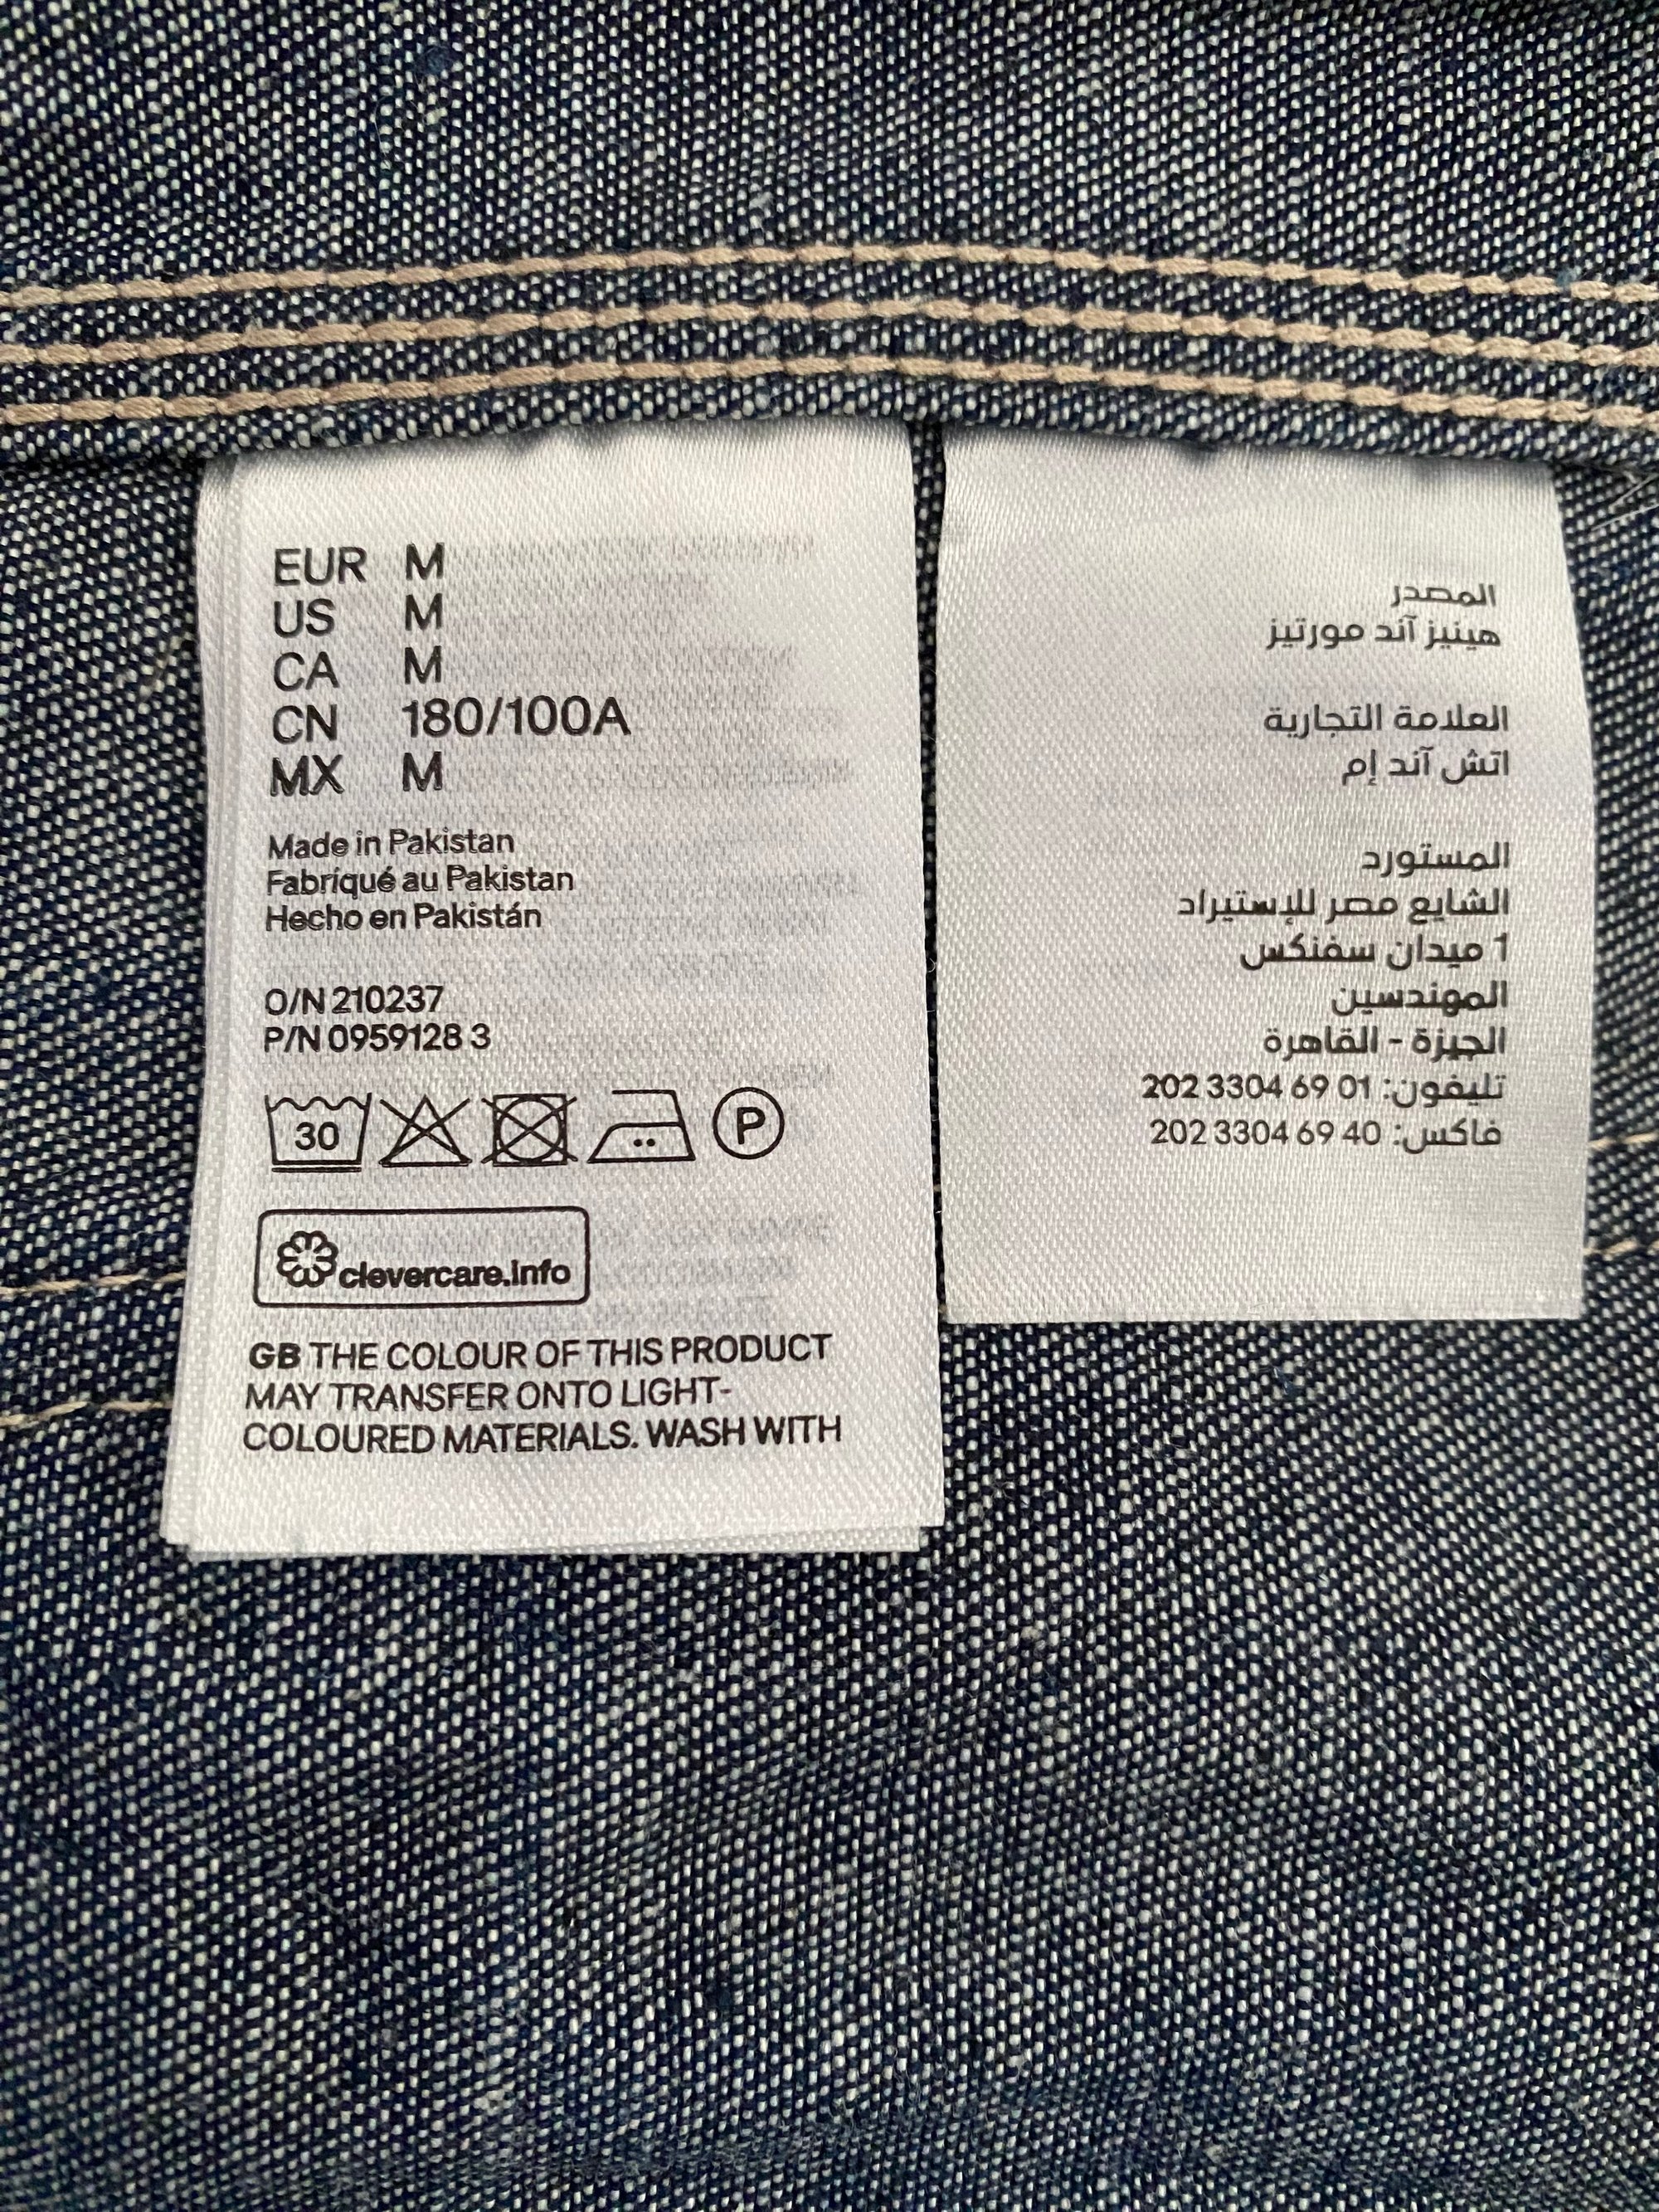 EUR M
US M
CA M
CN 180/100A
MX M
Made in Pakistan
Fabriqué au Pakistan
Hecho en Pakistán
O/N 210237
P/N 0959128 3
30
P
clevercare.info
GB THE COLOUR OF THIS PRODUCT
MAY TRANSFER ONTO LIGHT-
COLOURED MATERIALS. WASH WITH
المصدر
هينيز آند مورتيز
العلامة التجارية
اتش آند إم
المستورد
الشايع مصر للإستيراد
1 ميدان سفنكس
المهندسين
الجيزة - القاهرة
تليفون: 01 69 3304 202
فاكس: 40 69 3304 202